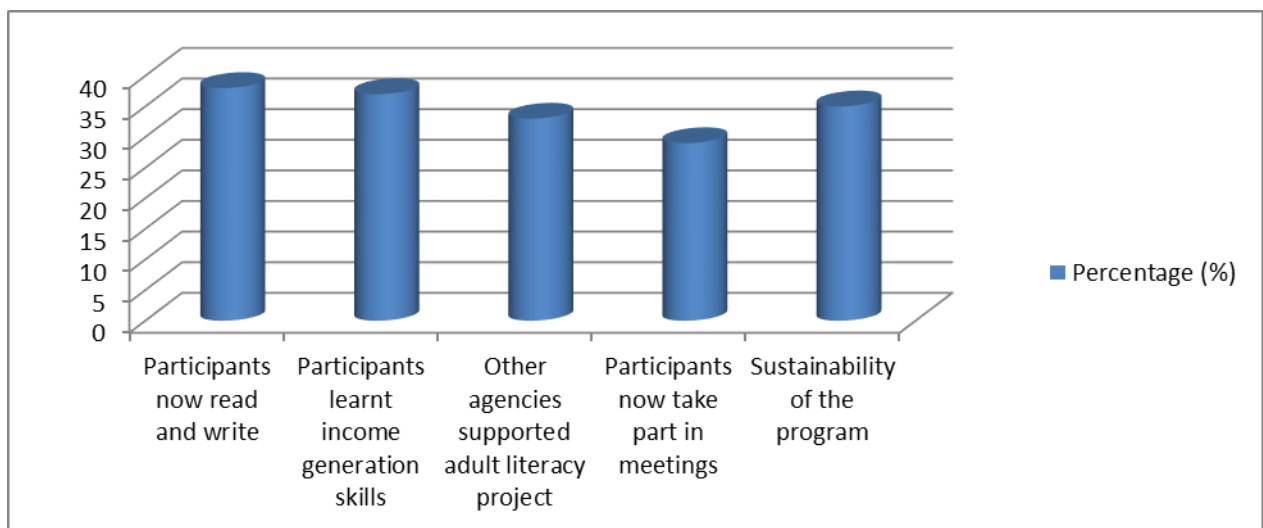 40
35
30
25
20
15
10
5
0
Participants
now read
and write
Participants
learnt
income
generation
skills
Other
agencies
supported
adult literacy
project
Participants
now take
part in
meetings
Sustainability
of the
program
Percentage (%)